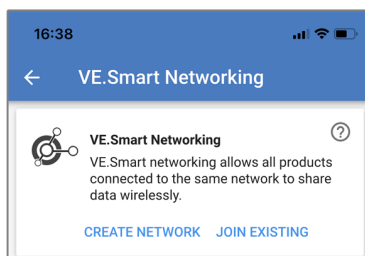 16:38
VE.Smart Networking
VE.Smart Networking
VE.Smart networking allows all products
connected to the same network to share
data wirelessly.
CREATE NETWORK JOIN EXISTING